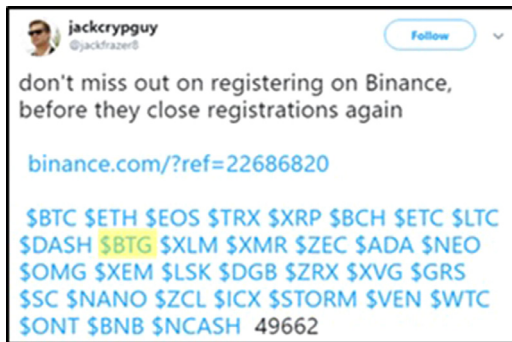 jackcrypguy
@jackfrazer8
Follow
don't miss out on registering on Binance,
before they close registrations again
binance.com/?ref=22686820
$BTC $ETH $EOS $TRX $XRP $BCH $ETC $LTC
$DASH $BTG $XLM $XMR $ZEC $ADA $NEO
$OMG $XEM $LSK $DGB $ZRX $XVG $GRS
$SC $NANO $ZCL $ICX $STORM $VEN $WTC
$ONT $BNB $NCASH 49662